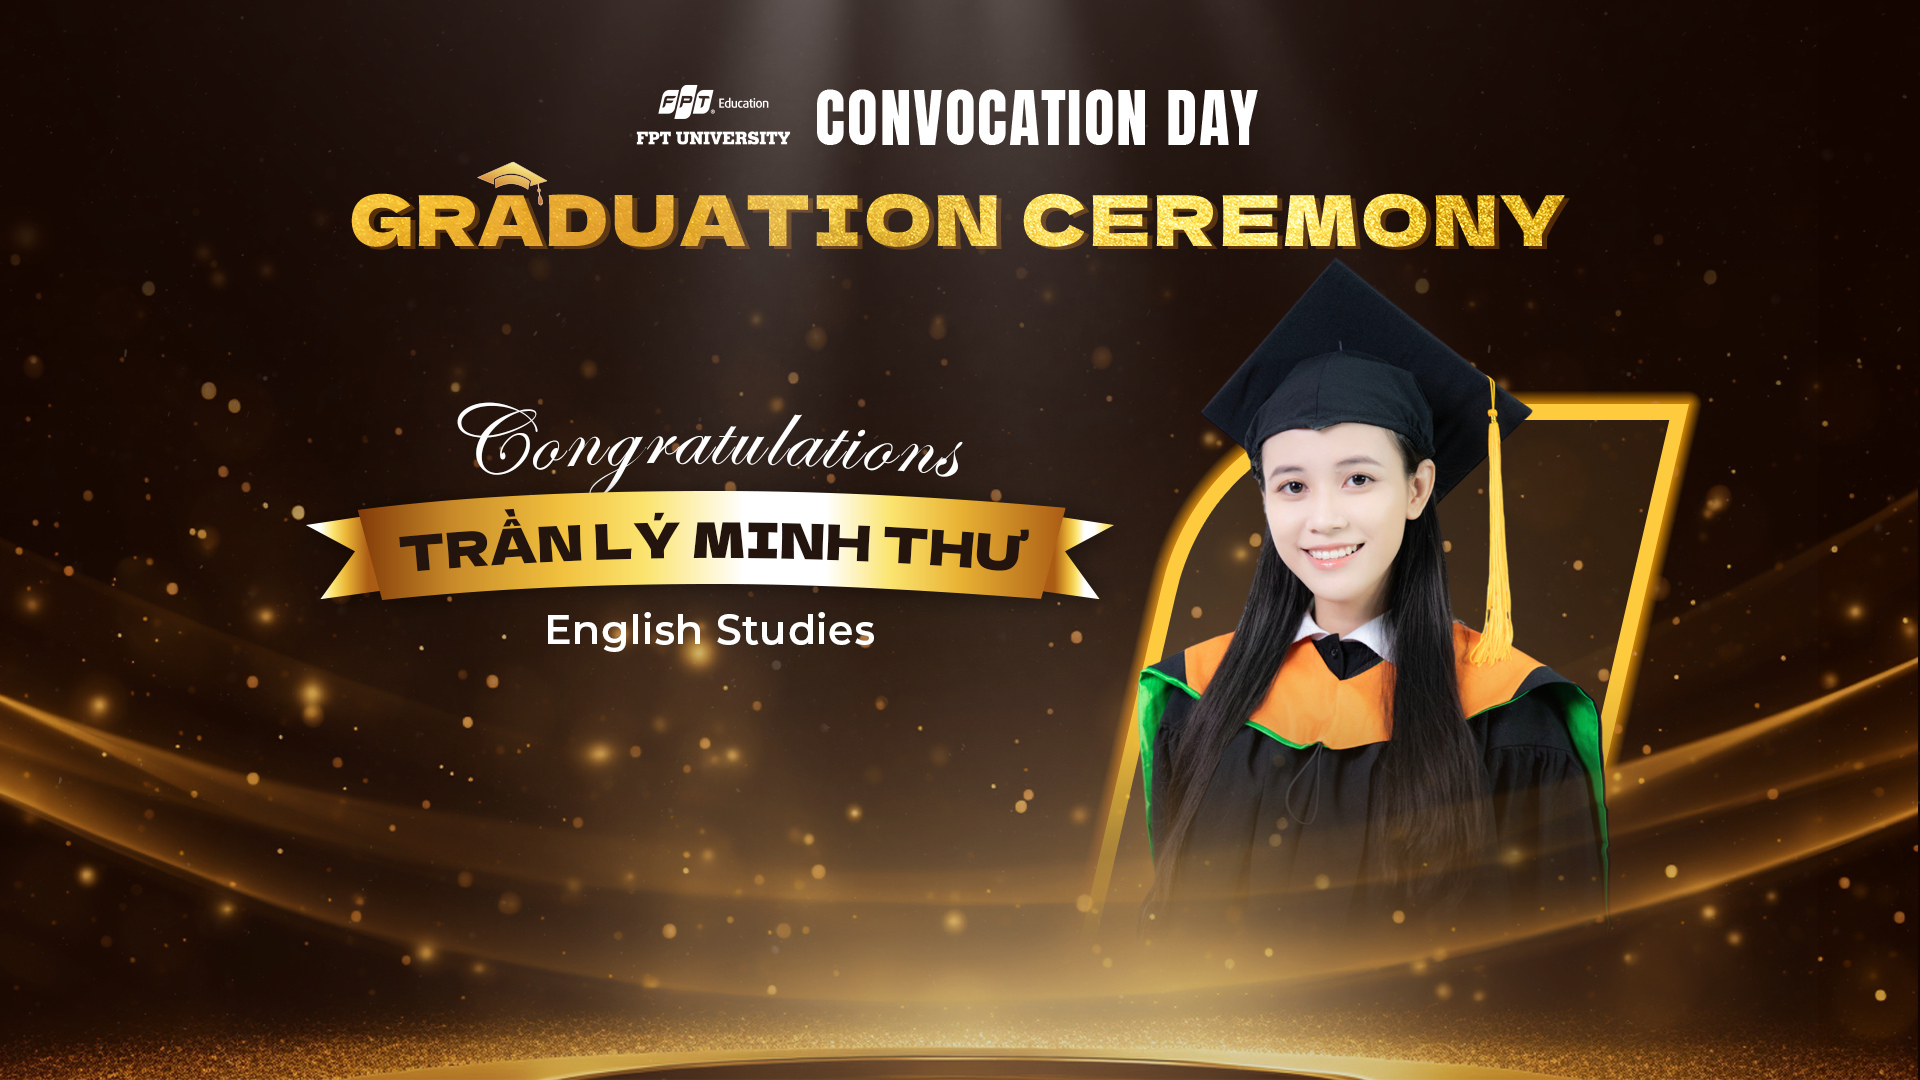 FPT Education
FPT UNIVERSITY
CONVOCATION DAY
GRADUATION CEREMONY
Congratulations
TRẦN LÝ MINH THƯ
English Studies